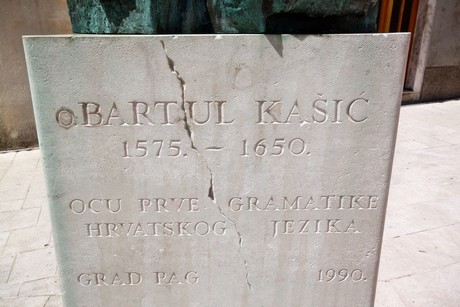 BARTUL KAŠIĆ
1575. – 1650.
OCU PRVE GRAMATIKE
HRVATSKOG JEZIKA
GRAD PAG 1990.